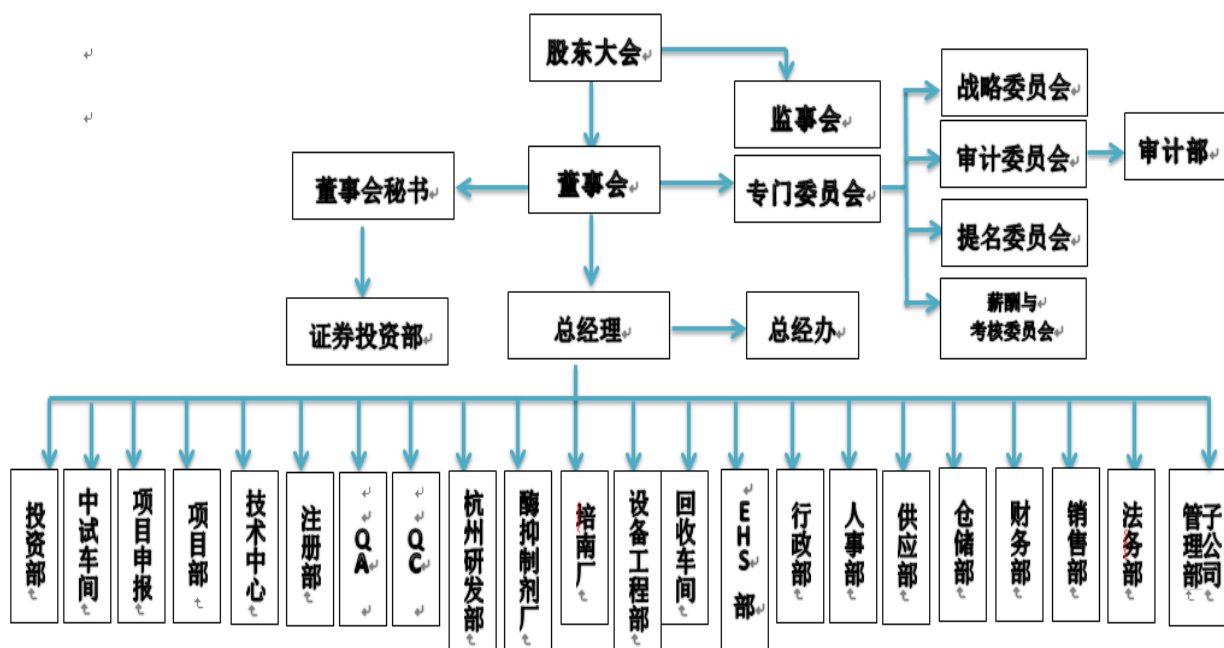 股东大会
监事会
战略委员会
审计委员会
审计部
董事会秘书
董事会
专门委员会
提名委员会
证券投资部
总经理
总经办
薪酬与
考核委员会
投资部
中试车间
项目申报
项目部
技术中心
注册部
QA
QC
杭州研发部
酶抑制剂厂
培南厂
设备工程部
回收车间
EHS部
行政部
人事部
供应部
仓储部
财务部
销售部
法务部
子公司
管理部